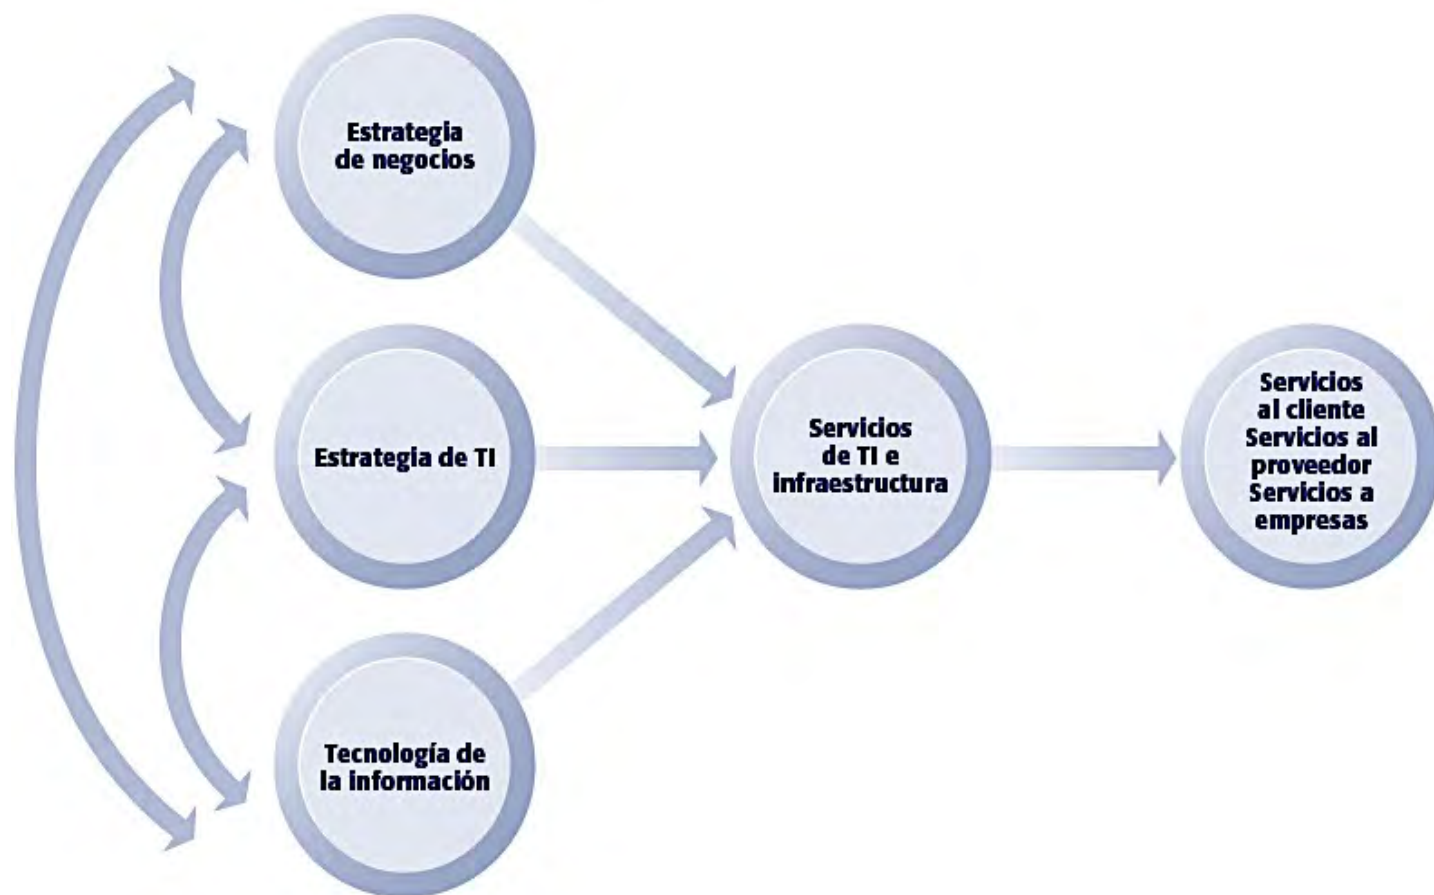 Estrategia
de negocios
Estrategia de TI
Tecnología de
la información
Servicios
de TI e
infraestructura
Servicios
al cliente
Servicios al
proveedor
Servicios a
empresas